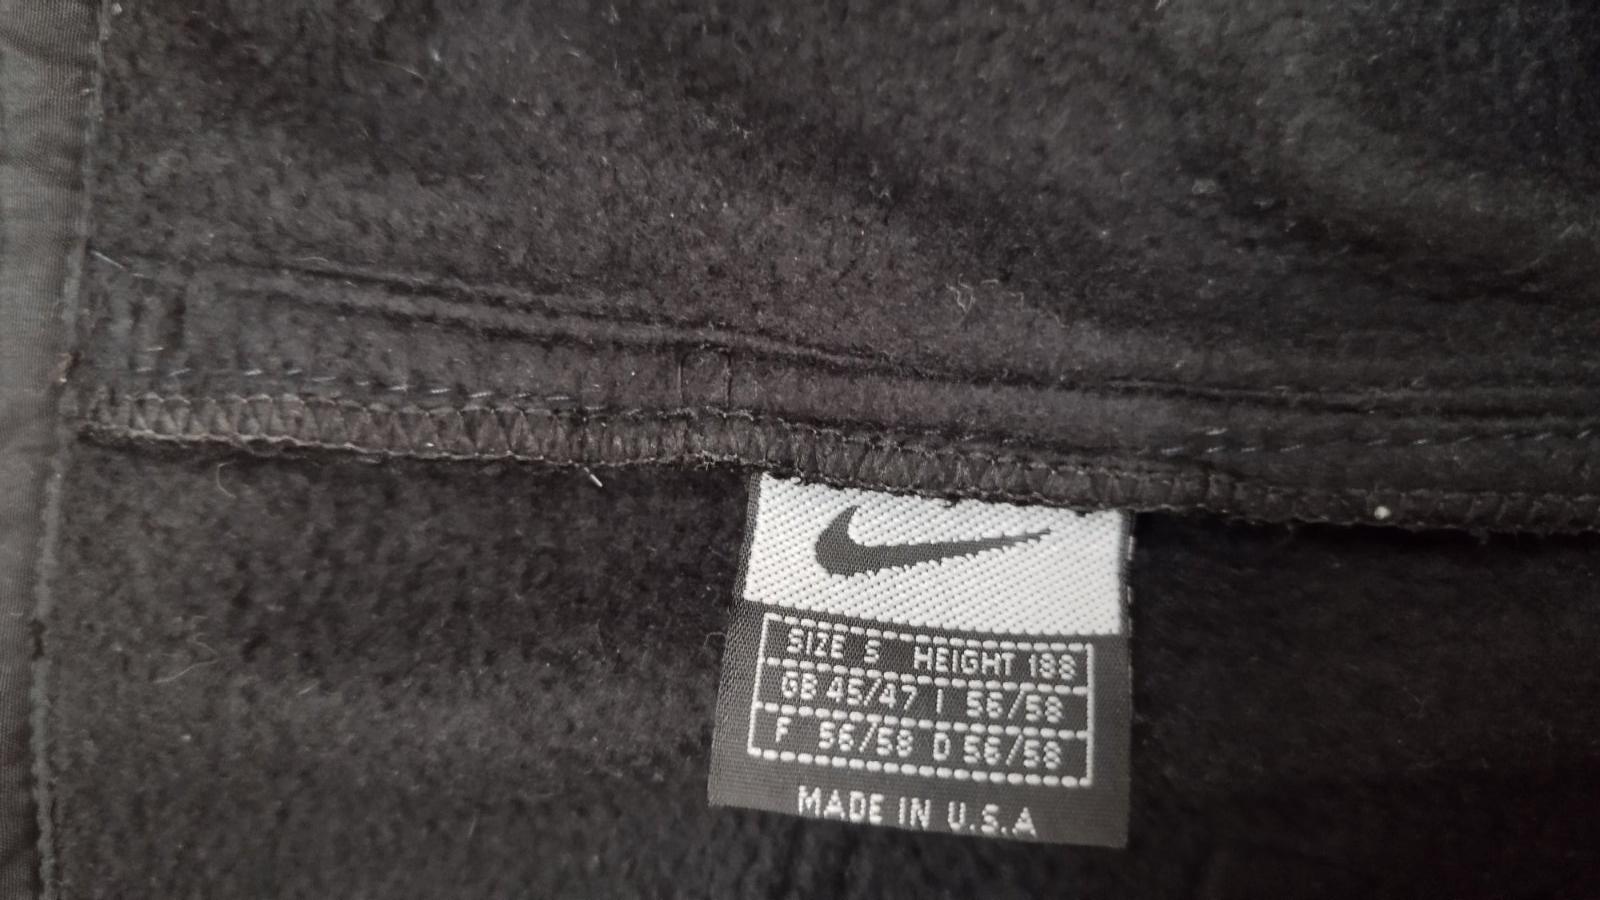 SIZE S HEIGHT 188
GB 45/47 I 56/58
F 56/58 D 56/58
MADE IN U.S.A